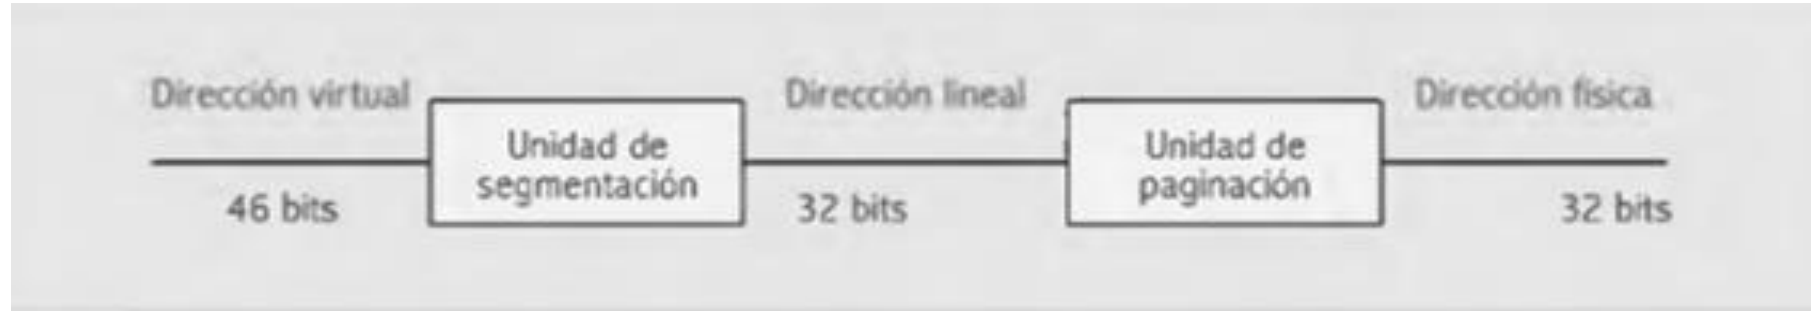 Dirección virtual
Unidad de
segmentación
46 bits
Dirección lineal
32 bits
Unidad de
paginación
Dirección física
32 bits